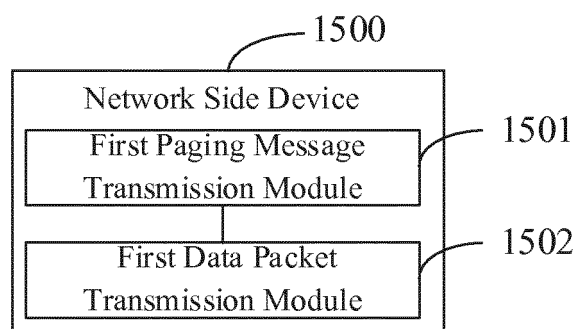 1500
Network Side Device
First Paging Message
Transmission Module
1501
First Data Packet
Transmission Module
1502